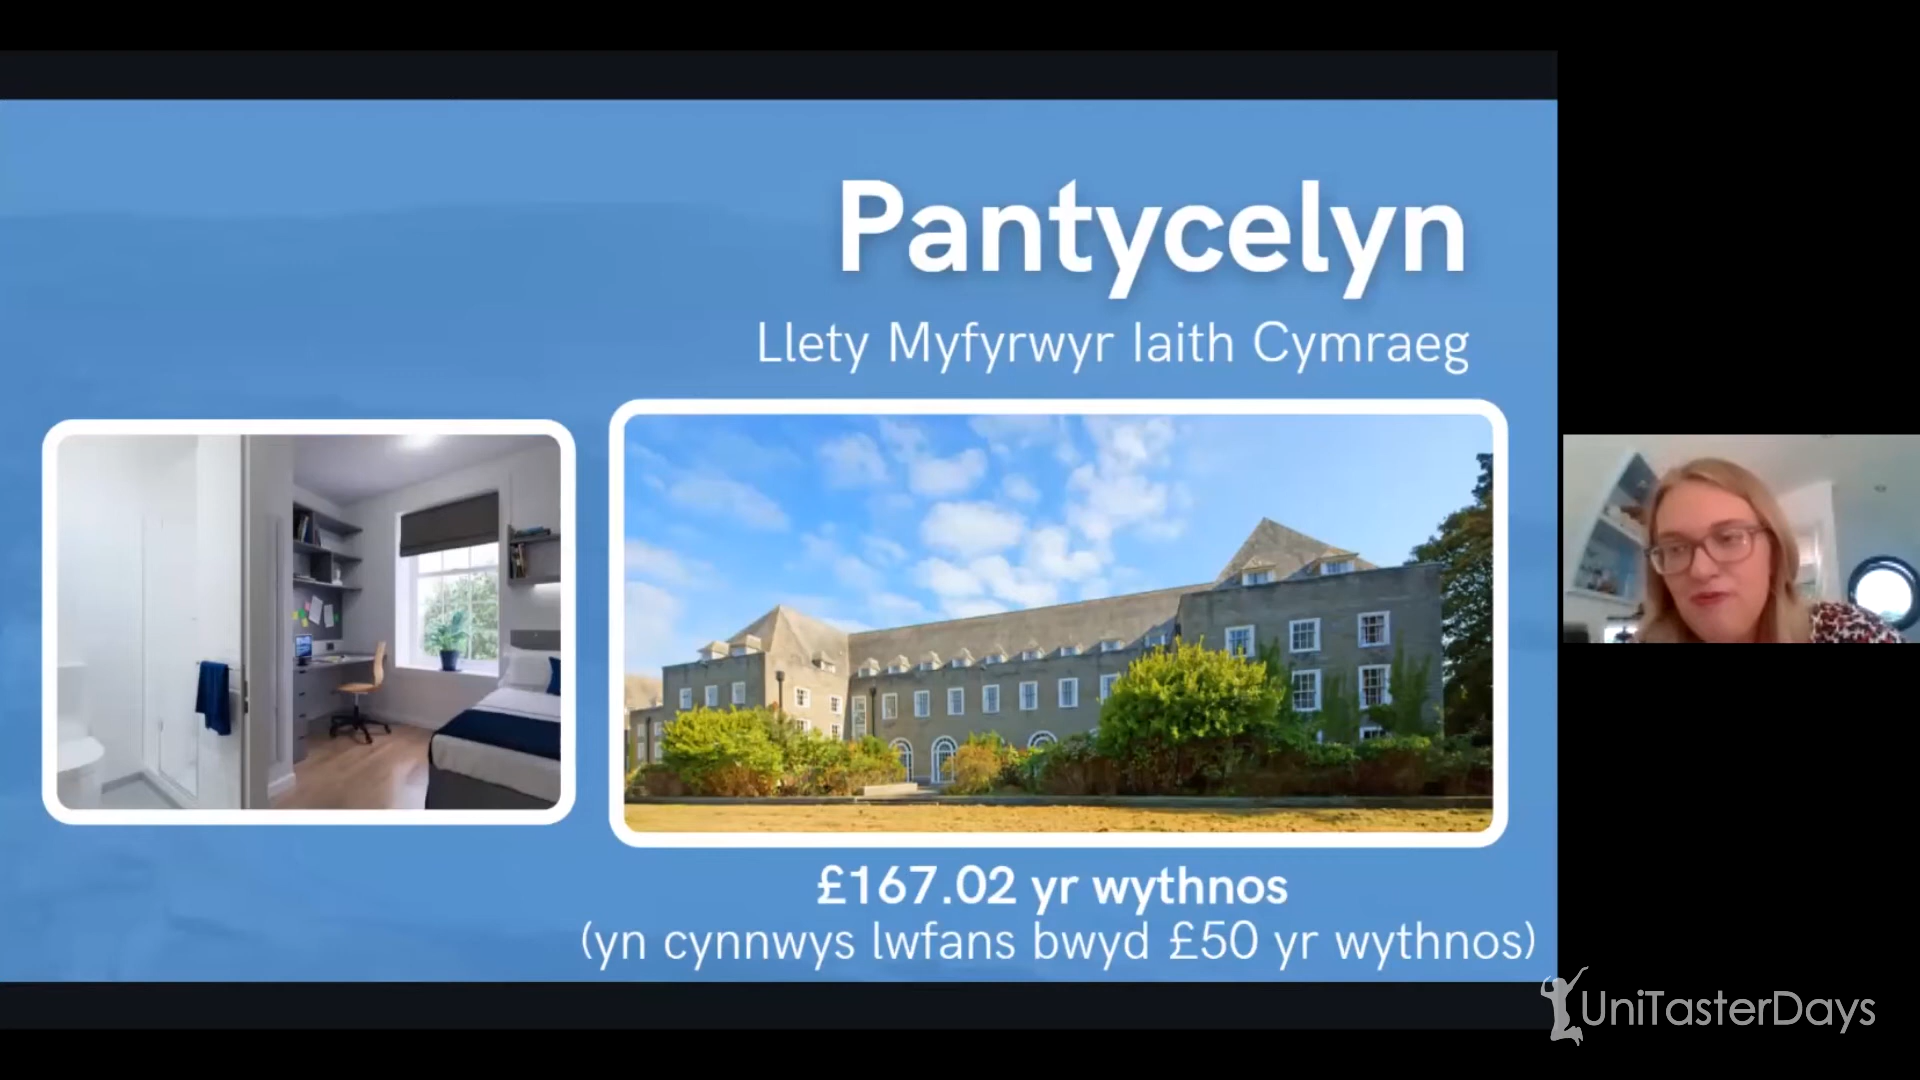 Pantycelyn
Llety Myfyrwyr Iaith Cymraeg
£167.02 yr wythnos
(yn cynnwys lwfans bwyd £50 yr wythnos)
UniTasterDays